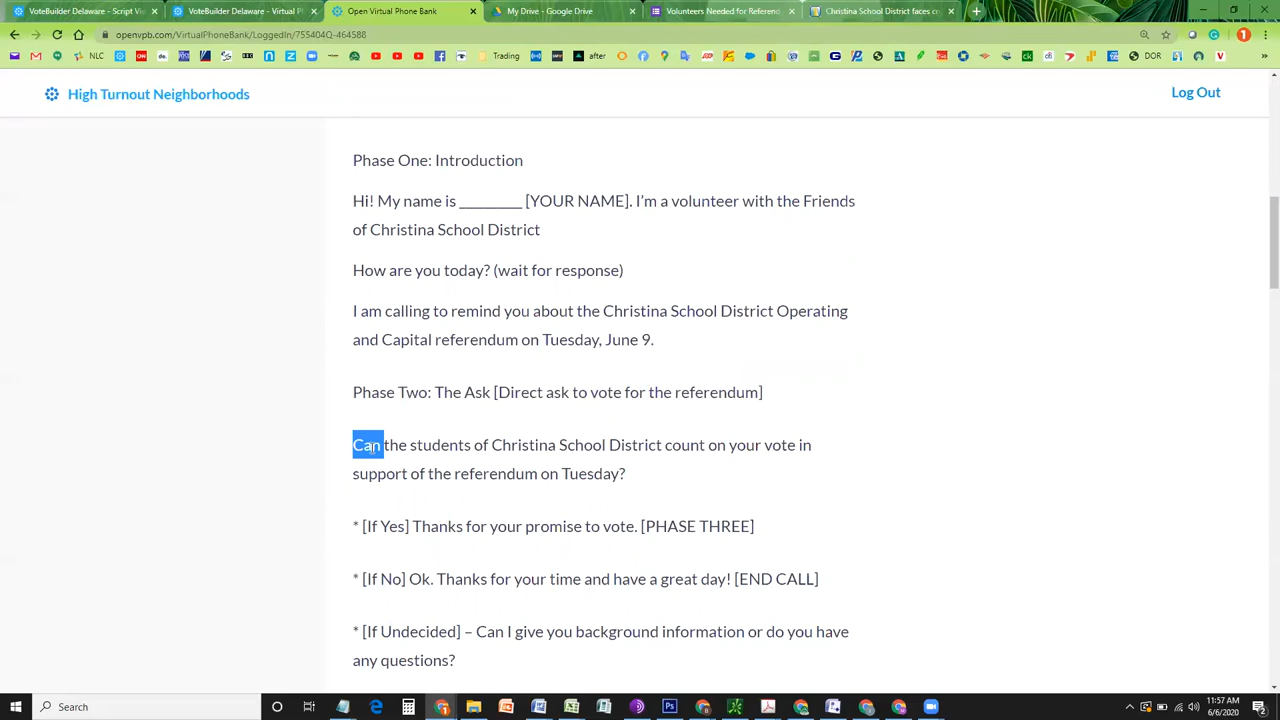 VoteBuilder Delaware - Script Vi
VoteBuilder Delaware - Virtual P
Open Virtual Phone Bank
My Drive - Google Drive
Volunteers Needed for Referen
Christina School District faces c
openvpb.com/VirtualPhoneBank/LoggedIn/755404Q-464588
NLC
Trading
after
DOR
High Turnout Neighborhoods
Log Out
Phase One: Introduction
Hi! My name is _________ [YOUR NAME]. I'm a volunteer with the Friends
of Christina School District
How are you today? (wait for response)
I am calling to remind you about the Christina School District Operating
and Capital referendum on Tuesday, June 9.
Phase Two: The Ask [Direct ask to vote for the referendum]
Can the students of Christina School District count on your vote in
support of the referendum on Tuesday?
* [If Yes] Thanks for your promise to vote. [PHASE THREE]
* [If No] Ok. Thanks for your time and have a great day! [END CALL]
* [If Undecided] – Can I give you background information or do you have
any questions?
Search
11:57 AM
6/6/2020